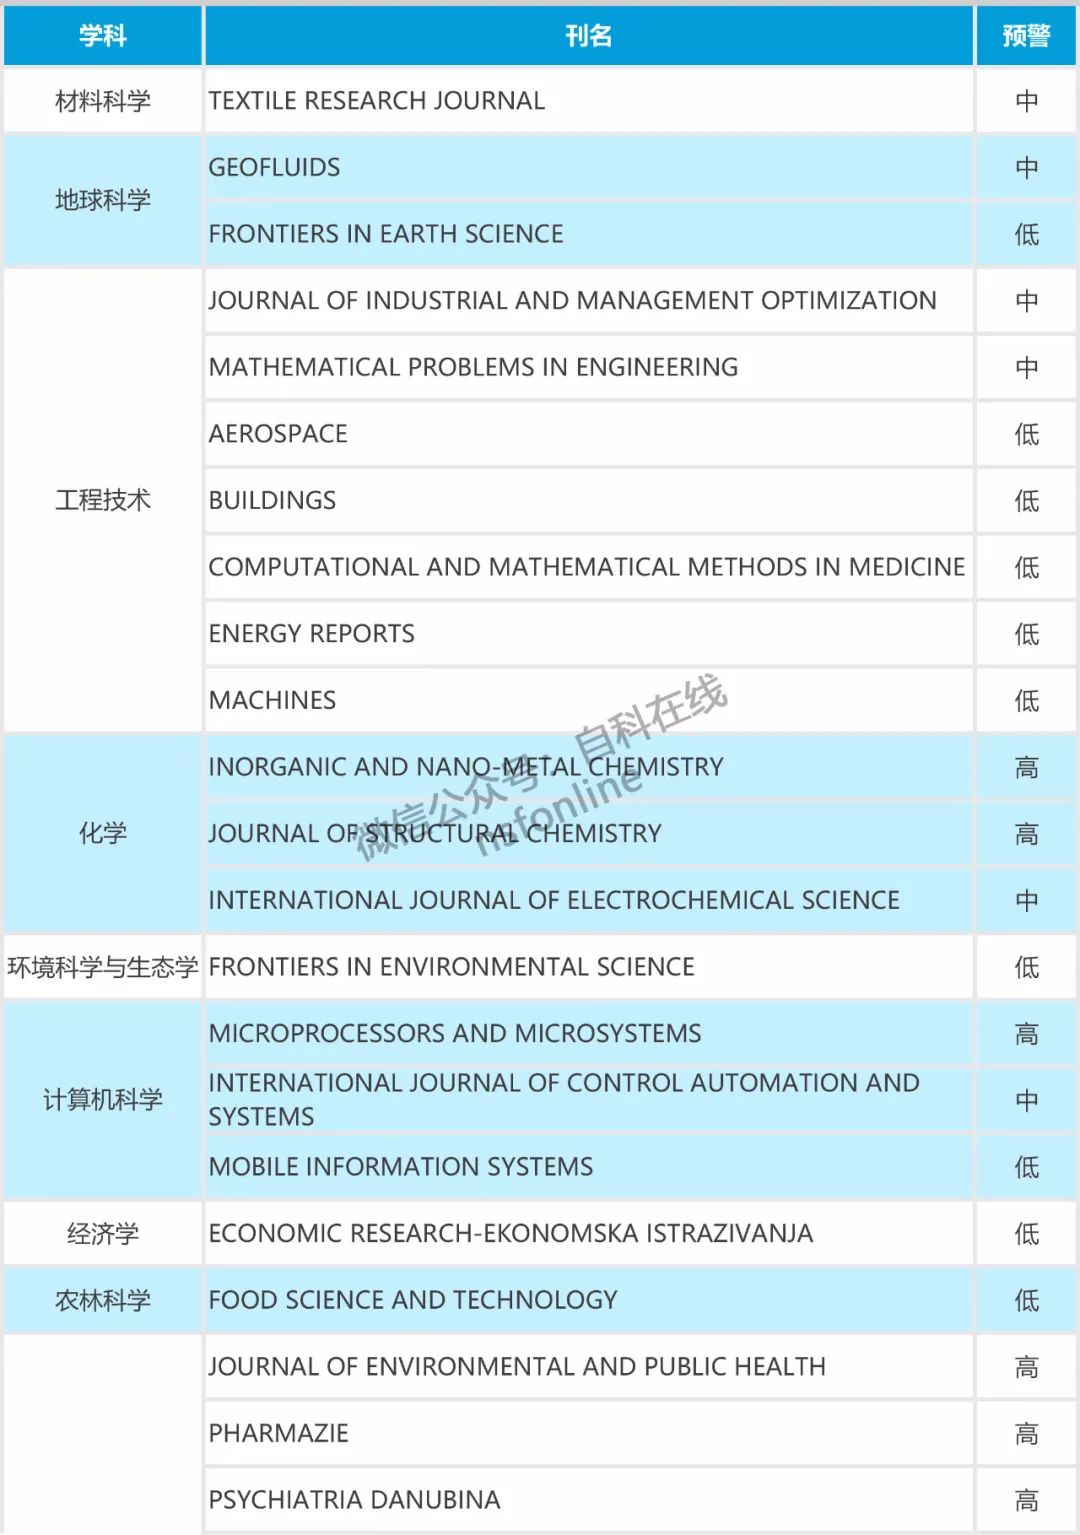 学科 刊名 预警
材料科学 TEXTILE RESEARCH JOURNAL 中
地球科学 GEOFLUIDS 中
FRONTIERS IN EARTH SCIENCE 低
工程技术 JOURNAL OF INDUSTRIAL AND MANAGEMENT OPTIMIZATION 中
MATHEMATICAL PROBLEMS IN ENGINEERING 中
AEROSPACE 低
BUILDINGS 低
COMPUTATIONAL AND MATHEMATICAL METHODS IN MEDICINE 低
ENERGY REPORTS 低
MACHINES 低
化学 INORGANIC AND NANO-METAL CHEMISTRY 高
JOURNAL OF STRUCTURAL CHEMISTRY 高
INTERNATIONAL JOURNAL OF ELECTROCHEMICAL SCIENCE 中
环境科学与生态学 FRONTIERS IN ENVIRONMENTAL SCIENCE 低
计算机科学 MICROPROCESSORS AND MICROSYSTEMS 高
INTERNATIONAL JOURNAL OF CONTROL AUTOMATION AND
SYSTEMS 中
MOBILE INFORMATION SYSTEMS 低
经济学 ECONOMIC RESEARCH-EKONOMSKA ISTRAZIVANJA 低
农林科学 FOOD SCIENCE AND TECHNOLOGY 低
JOURNAL OF ENVIRONMENTAL AND PUBLIC HEALTH 高
PHARMAZIE 高
PSYCHIATRIA DANUBINA 高
微信公众号：自科在线
nsfonline